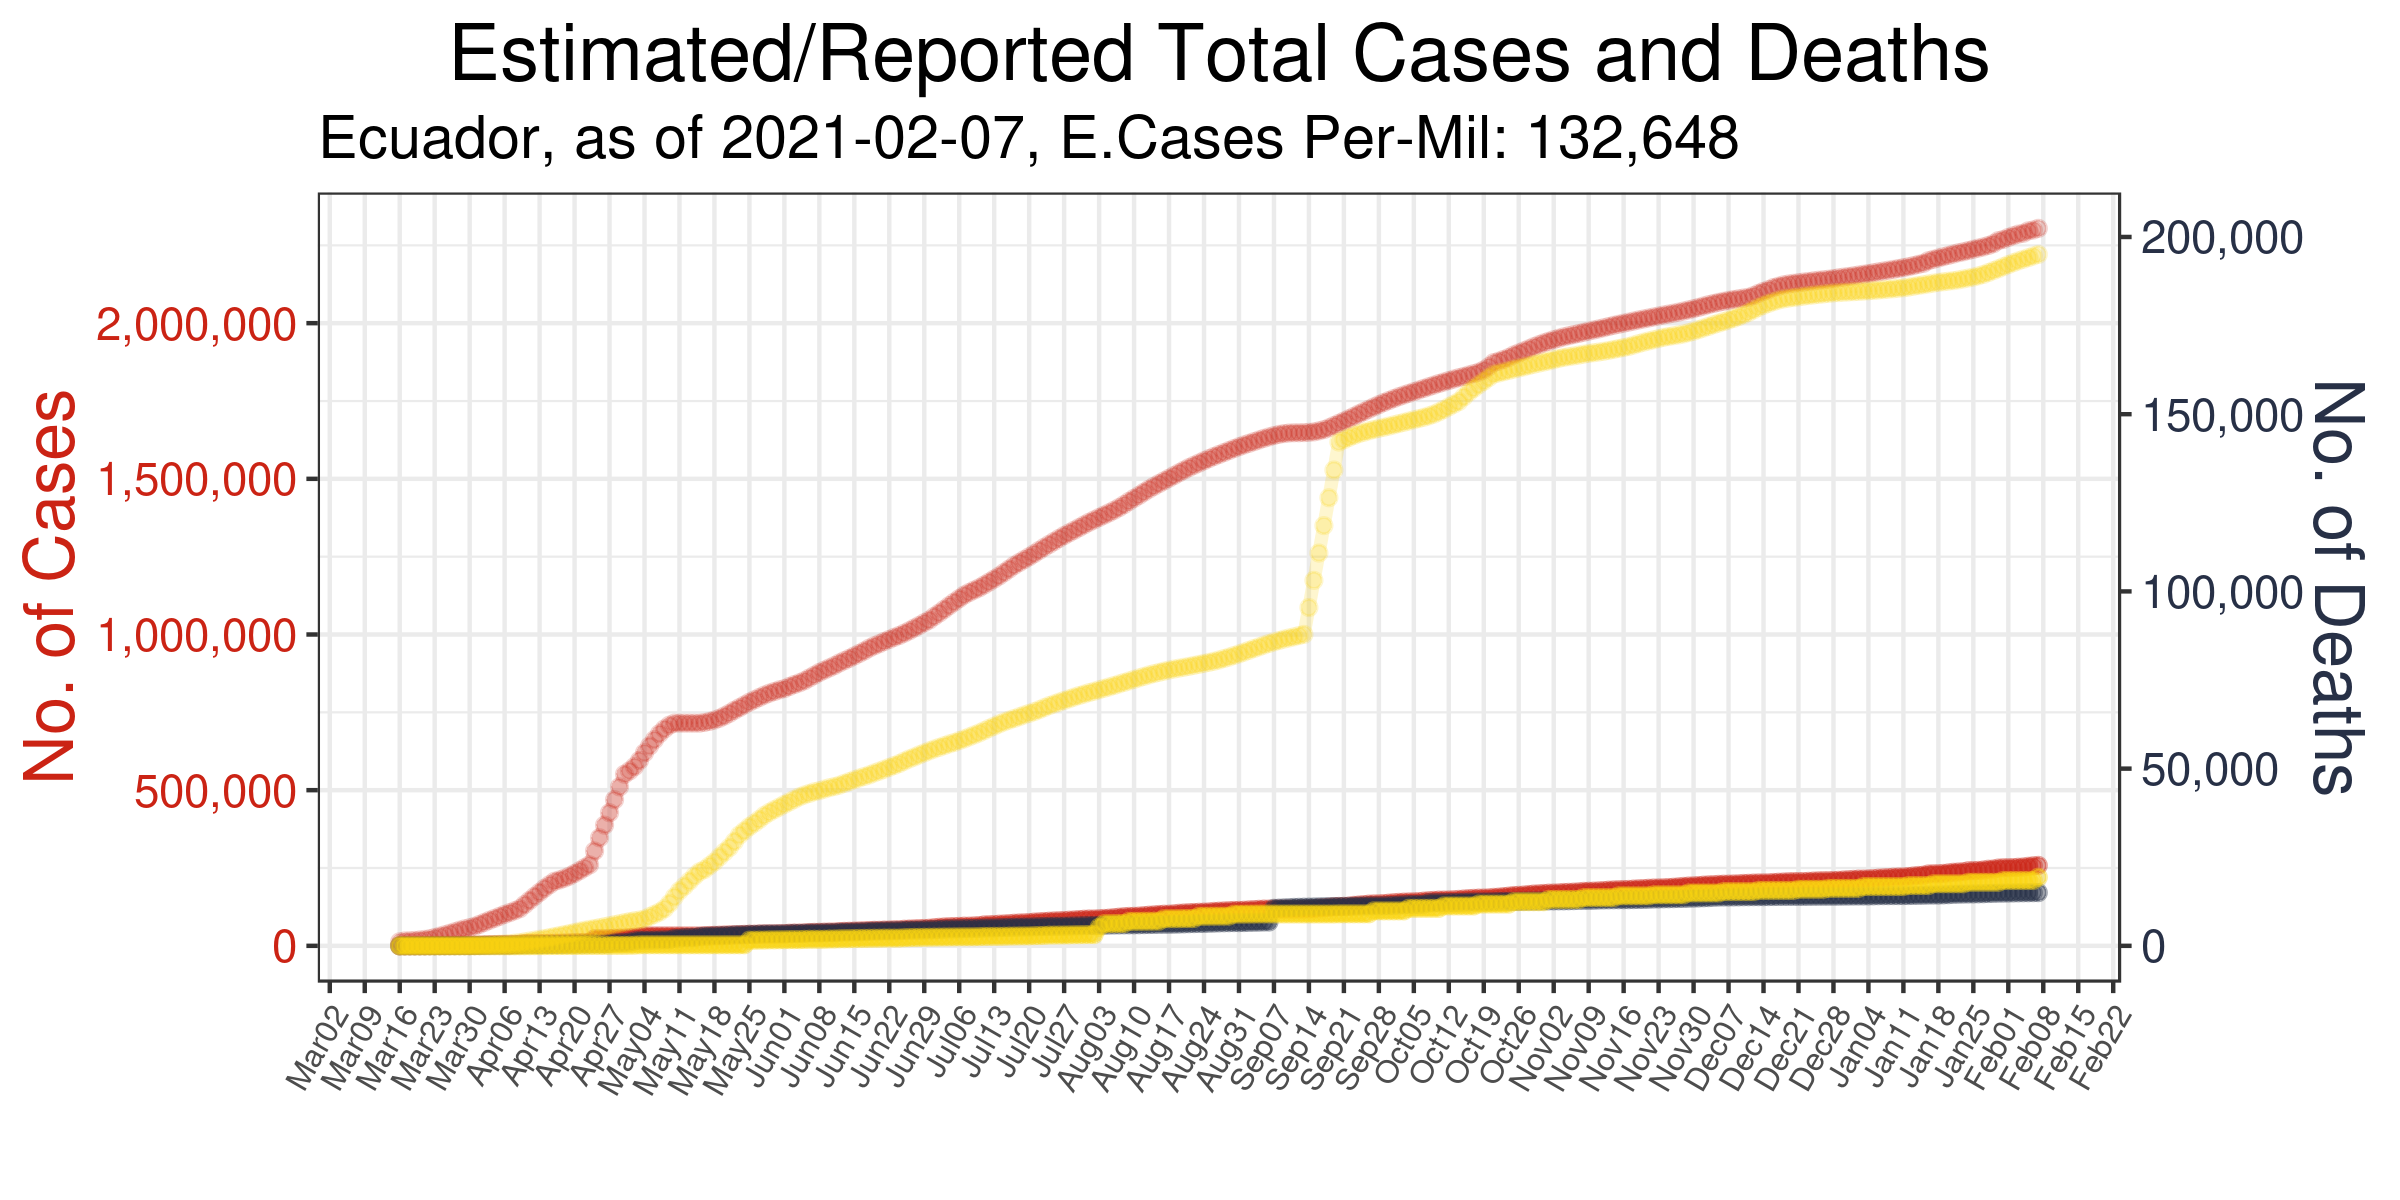 Estimated/Reported Total Cases and Deaths
Ecuador, as of 2021-02-07, E.Cases Per-Mil: 132,648
No. of Cases
2,000,000
1,500,000
1,000,000
500,000
0
200,000
150,000
100,000
50,000
0
No. of Deaths
Mar02
Mar09
Mar16
Mar23
Mar30
Apr06
Apr13
Apr20
Apr27
May04
May11
May18
May25
Jun01
Jun08
Jun15
Jun22
Jun29
Jul06
Jul13
Jul20
Jul27
Aug03
Aug10
Aug17
Aug24
Aug31
Sep07
Sep14
Sep21
Sep28
Oct05
Oct12
Oct19
Oct26
Nov02
Nov09
Nov16
Nov23
Nov30
Dec07
Dec14
Dec21
Dec28
Jan04
Jan11
Jan18
Jan25
Feb01
Feb08
Feb15
Feb22